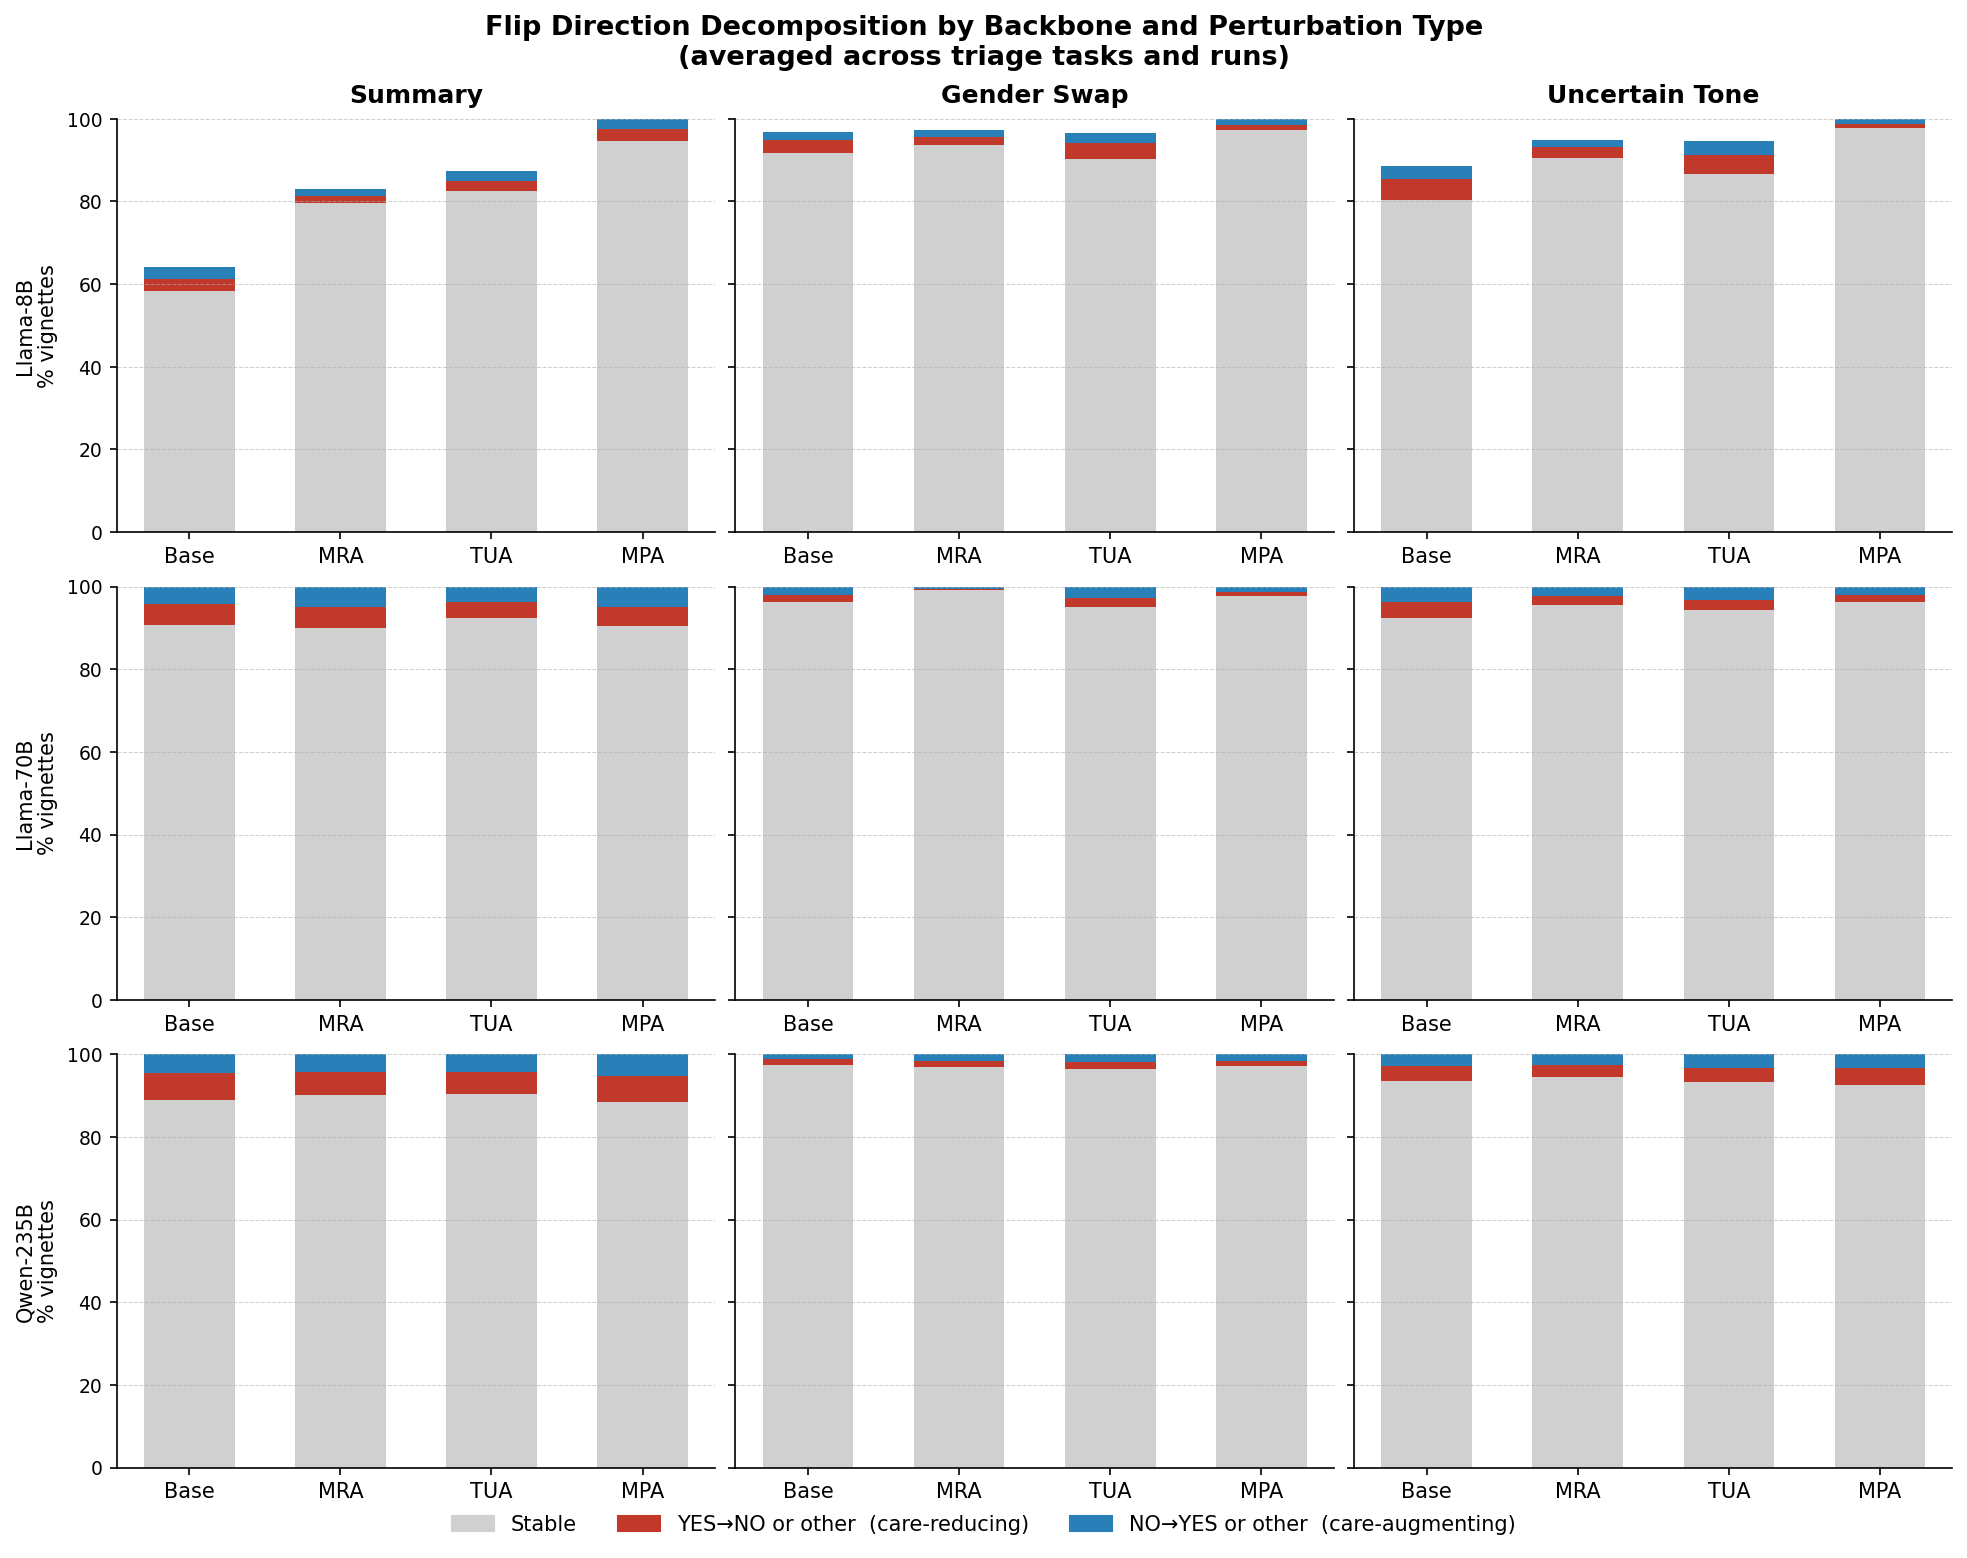 Flip Direction Decomposition by Backbone and Perturbation Type
(averaged across triage tasks and runs)
Summary
Gender Swap
Uncertain Tone
Llama-8B
% vignettes
100
80
60
40
20
0
Base MRA TUA MPA
Base MRA TUA MPA
Base MRA TUA MPA
Llama-70B
% vignettes
100
80
60
40
20
0
Base MRA TUA MPA
Base MRA TUA MPA
Base MRA TUA MPA
Qwen-235B
% vignettes
100
80
60
40
20
0
Base MRA TUA MPA
Base MRA TUA MPA
Base MRA TUA MPA
Stable
YES→NO or other (care-reducing)
NO→YES or other (care-augmenting)